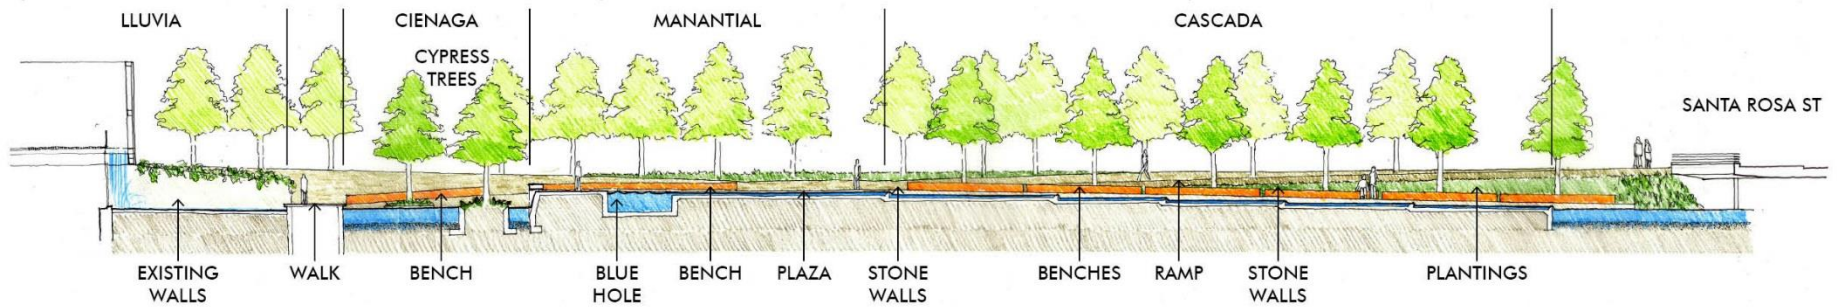 LLUVIA
CIENAGA
MANANTIAL
CASCADA
CYPRESS
TREES
SANTA ROSA ST
EXISTING
WALLS
WALK
BENCH
BLUE
HOLE
BENCH
PLAZA
STONE
WALLS
BENCHES
RAMP
STONE
WALLS
PLANTINGS